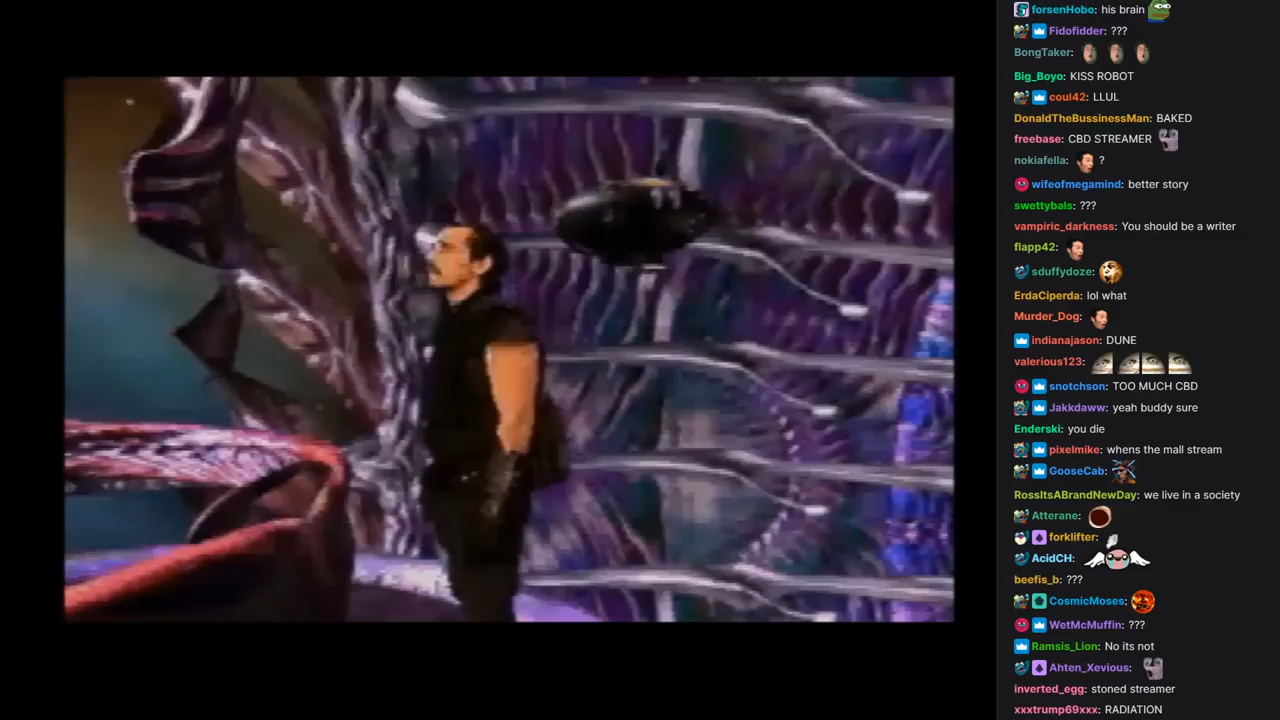 forsenHobo: his brain
Fidofidder: ???
BongTaker:
Big_Boyo: KISS ROBOT
coul42: LLUL
DonaldTheBussinessMan: BAKED
freebase: CBD STREAMER
nokiafella: ?
wifeofmegamind: better story
swettybals: ???
vampiric_darkness: You should be a writer
flapp42:
sduffydoze:
ErdaCiperda: lol what
Murder_Dog:
indianajason: DUNE
valerious123:
snotchson: TOO MUCH CBD
Jakkdaww: yeah buddy sure
Enderski: you die
pixelmike: whens the mall stream
GooseCab:
RossItsABrandNewDay: we live in a society
Atterane:
forklifter:
AcidCH:
beefis_b: ???
CosmicMoses:
WetMcMuffin: ???
Ramsis_Lion: No its not
Ahten_Xevious:
inverted_egg: stoned streamer
xxxtrump69xxx: RADIATION